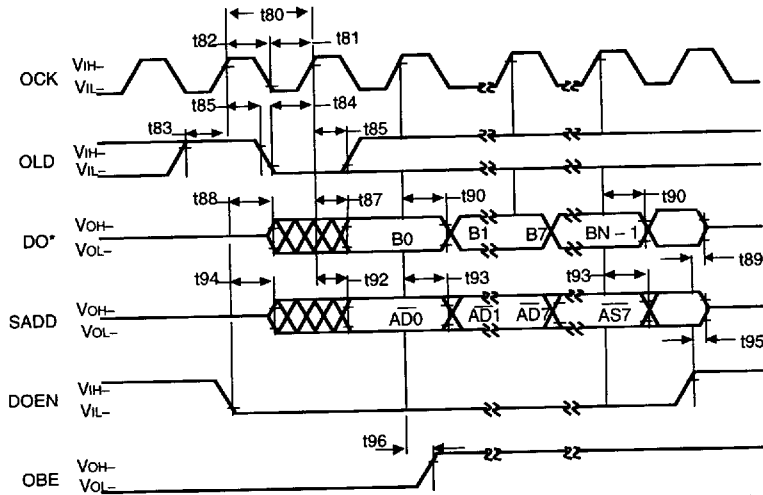 t80
t82 t81
OCK VIH– VIL–
t85 t84
t83 t85
OLD VIH– VIL–
t88 t87 t90 t90
DO* VOH– VOL–
B0 B1 B7 BN – 1
t89
t94 t92 t93 t93
SADD VOH– VOL–
AD0 AD1 AD7 AS7
t95
DOEN VIH– VIL–
t96
OBE VOH– VOL–